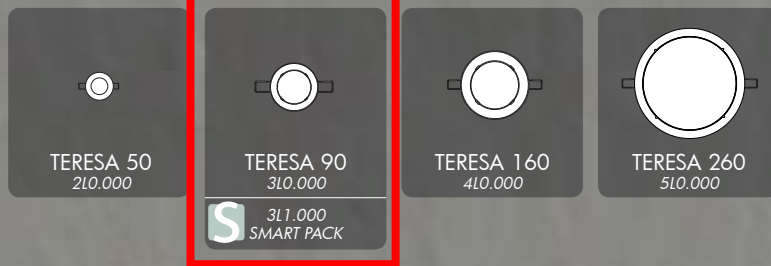 TERESA 50
2L0.000
TERESA 90
3L0.000
S
3L1.000
SMART PACK
TERESA 160
4L0.000
TERESA 260
5L0.000